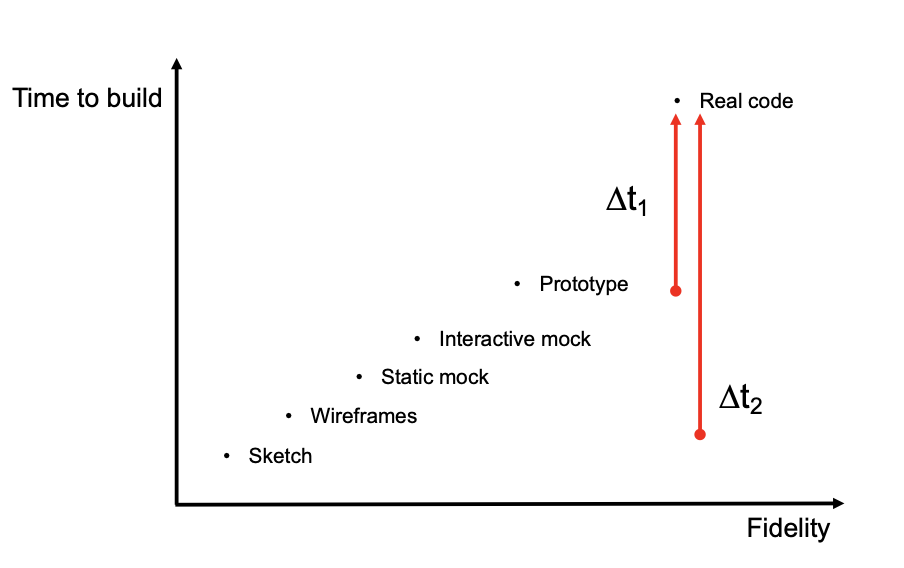 Time to build
• Real code
Δt₁
• Prototype
• Interactive mock
• Static mock
Δt₂
• Wireframes
• Sketch
Fidelity